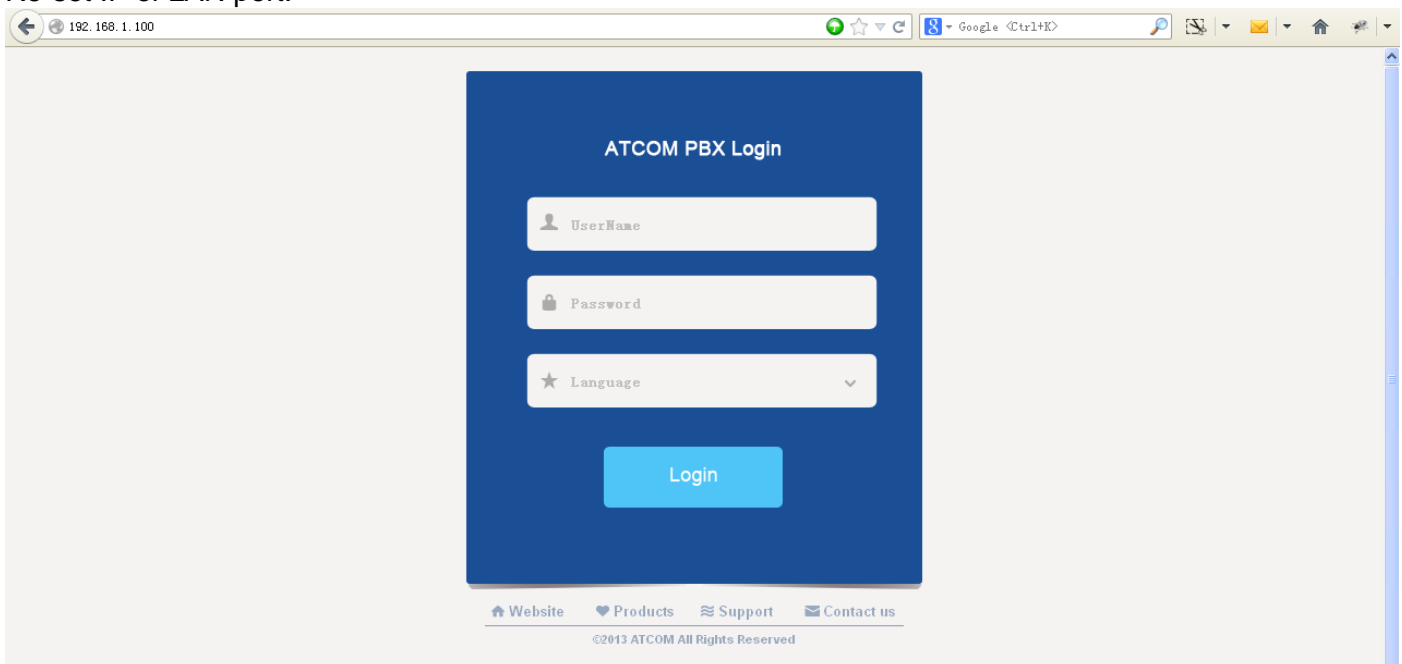 192.168.1.100
Google <Ctrl+K>
ATCOM PBX Login
UserName
Password
Language
Login
Website Products Support Contact us
©2013 ATCOM All Rights Reserved